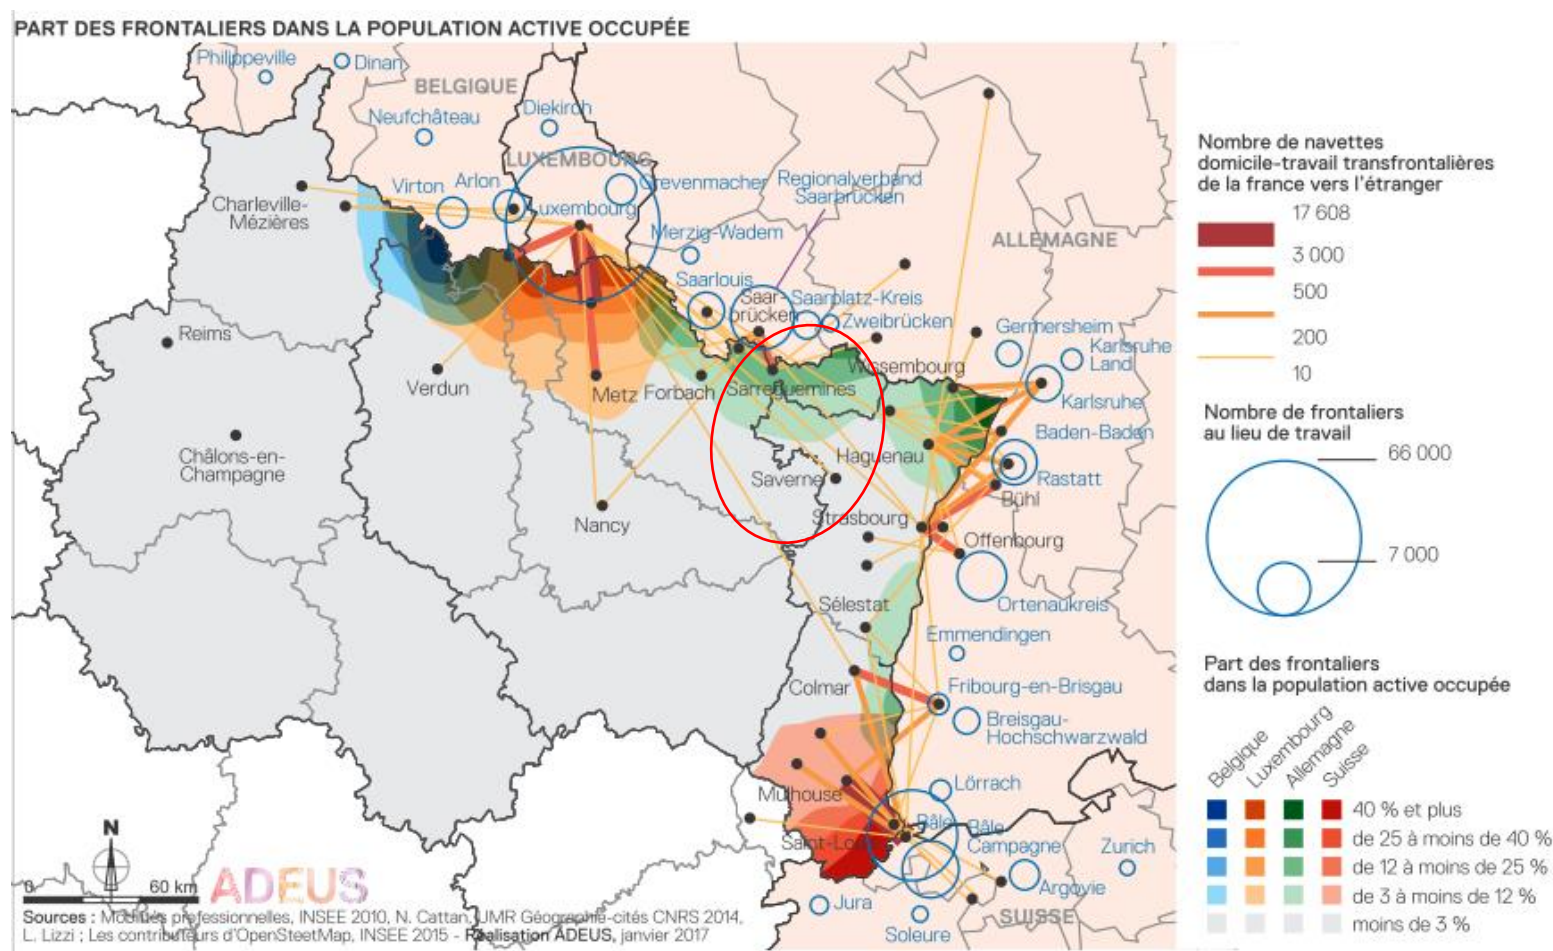 PART DES FRONTALIERS DANS LA POPULATION ACTIVE OCCUPÉE
Philippeville
Dinan
BELGIQUE
Neufchâteau
Diekirch
LUXEMBOURG
Virton
Arlon
Grevenmacher
Regionalverband
Saarbrücken
Charleville-
Mézières
Luxembourg
Merzig-Wadern
ALLEMAGNE
Saarlouis
Saar-
brücken
Saarplatz-Kreis
Zweibrücken
Germersheim
Reims
Wissembourg
Karlsruhe
Land
Verdun
Metz
Forbach
Sarreguemines
Karlsruhe
Baden-Baden
Châlons-en-
Champagne
Haguenau
Saverne
Rastatt
Bühl
Nancy
Strasbourg
Offenbourg
Sélestat
Ortenaukreis
Emmendingen
Colmar
Fribourg-en-Brisgau
Breisgau-
Hochschwarzwald
Mulhouse
Lörrach
Saint-Louis
Bâle
Bâle
Campagne
Zurich
Argovie
Jura
SUISSE
Soleure
N
0
60 km
ADEUS
Sources : Mobilités professionnelles, INSEE 2010, N. Cattan, UMR Géographie-cités CNRS 2014,
L. Lizzi ; Les contributeurs d'OpenSteetMap, INSEE 2015 - Réalisation ADEUS, janvier 2017
Nombre de navettes
domicile-travail transfrontalières
de la france vers l'étranger
17 608
3 000
500
200
10
Nombre de frontaliers
au lieu de travail
66 000
7 000
Part des frontaliers
dans la population active occupée
Belgique
Luxembourg
Allemagne
Suisse
40 % et plus
de 25 à moins de 40 %
de 12 à moins de 25 %
de 3 à moins de 12 %
moins de 3 %